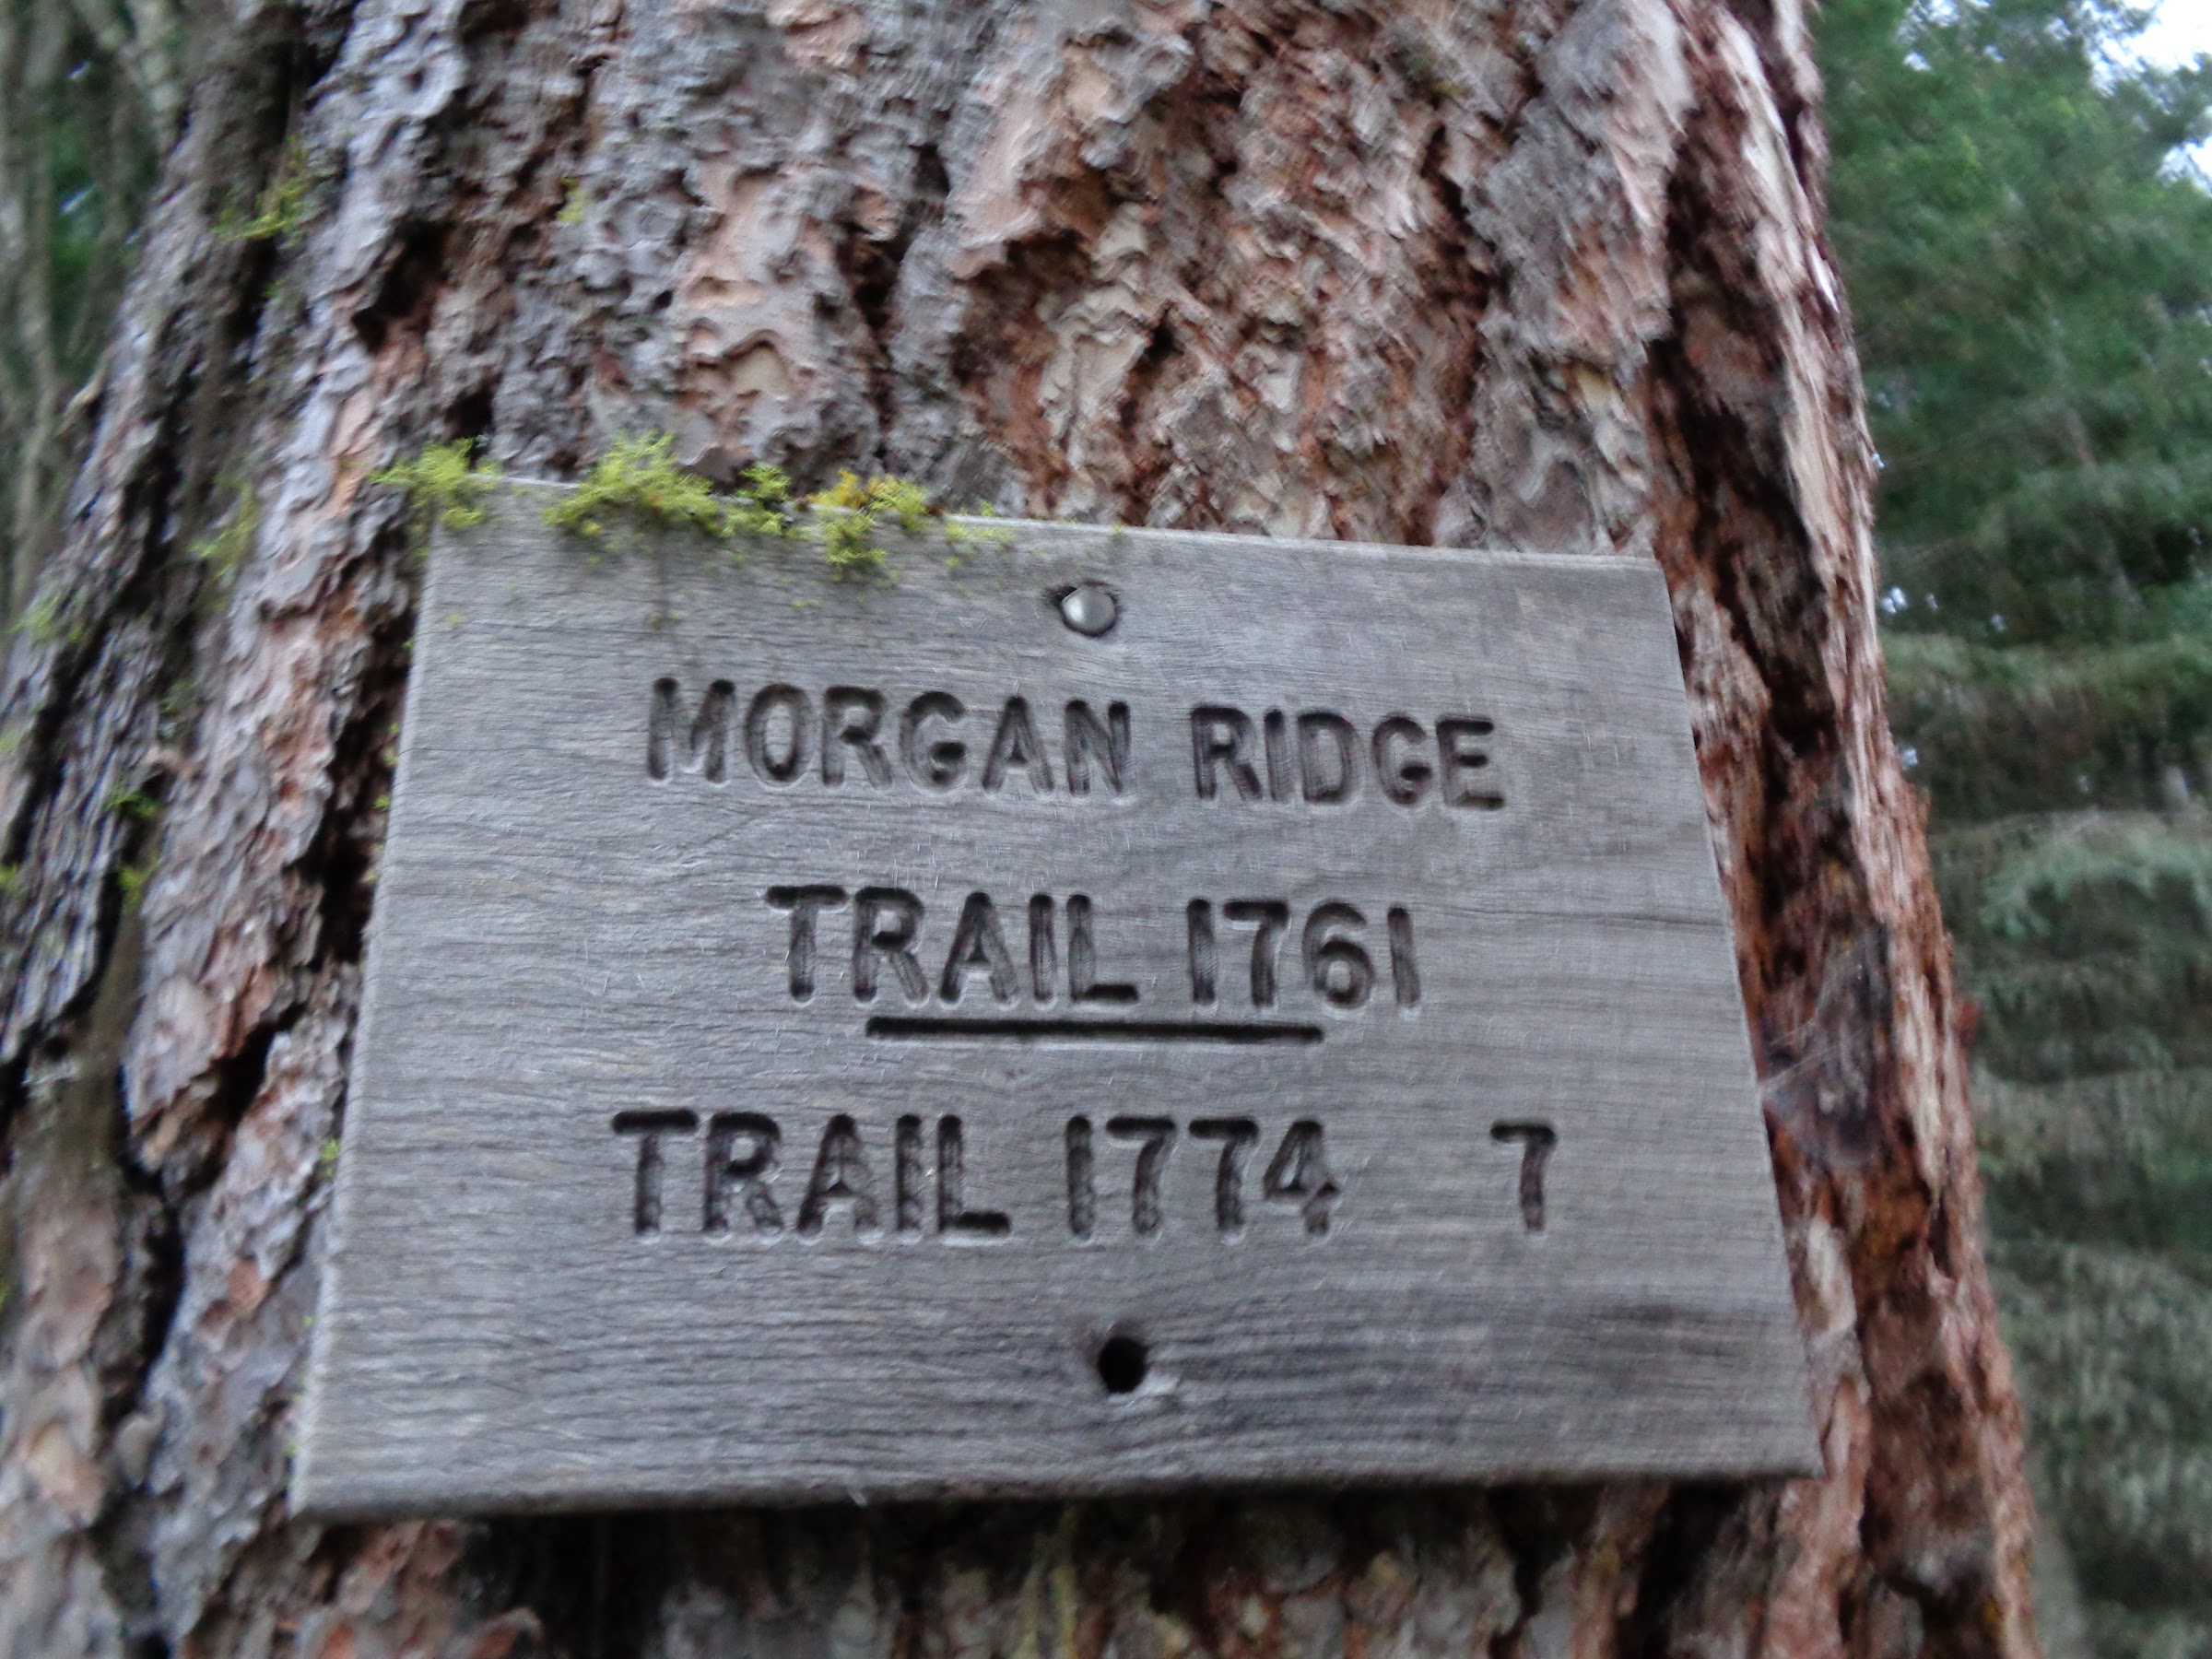 MORGAN RIDGE
TRAIL 1761
TRAIL 1774 7